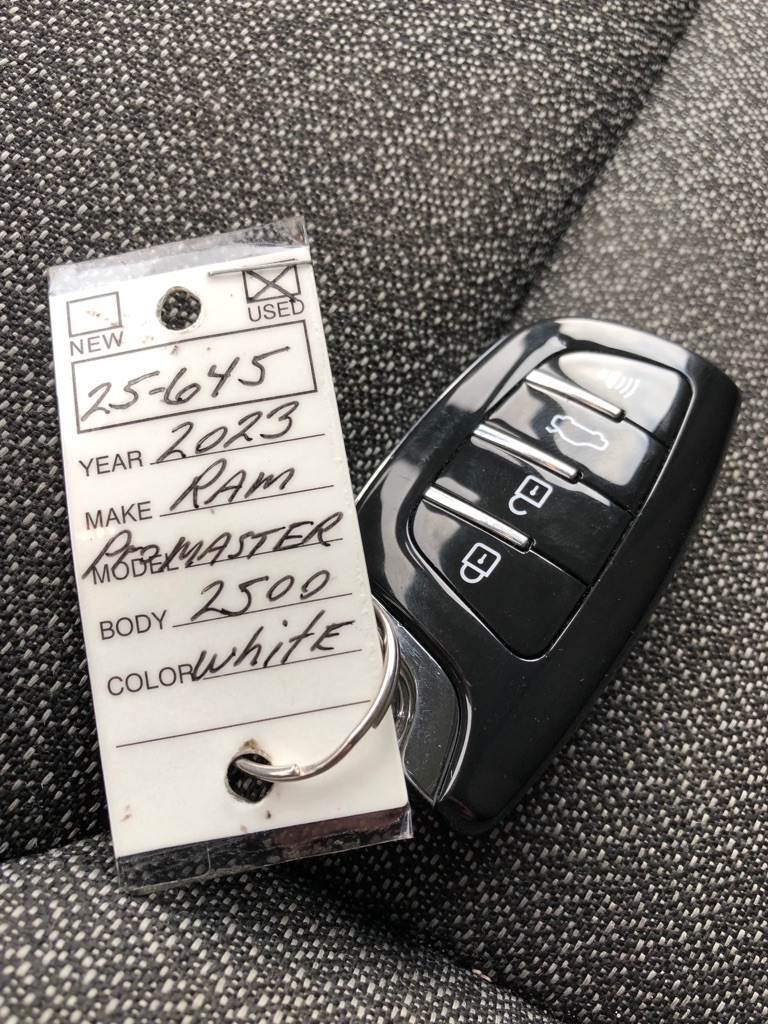 NEW USED
25-645
YEAR 2023
MAKE RAM
MODEL ProMASTER
BODY 2500
COLOR WhitE